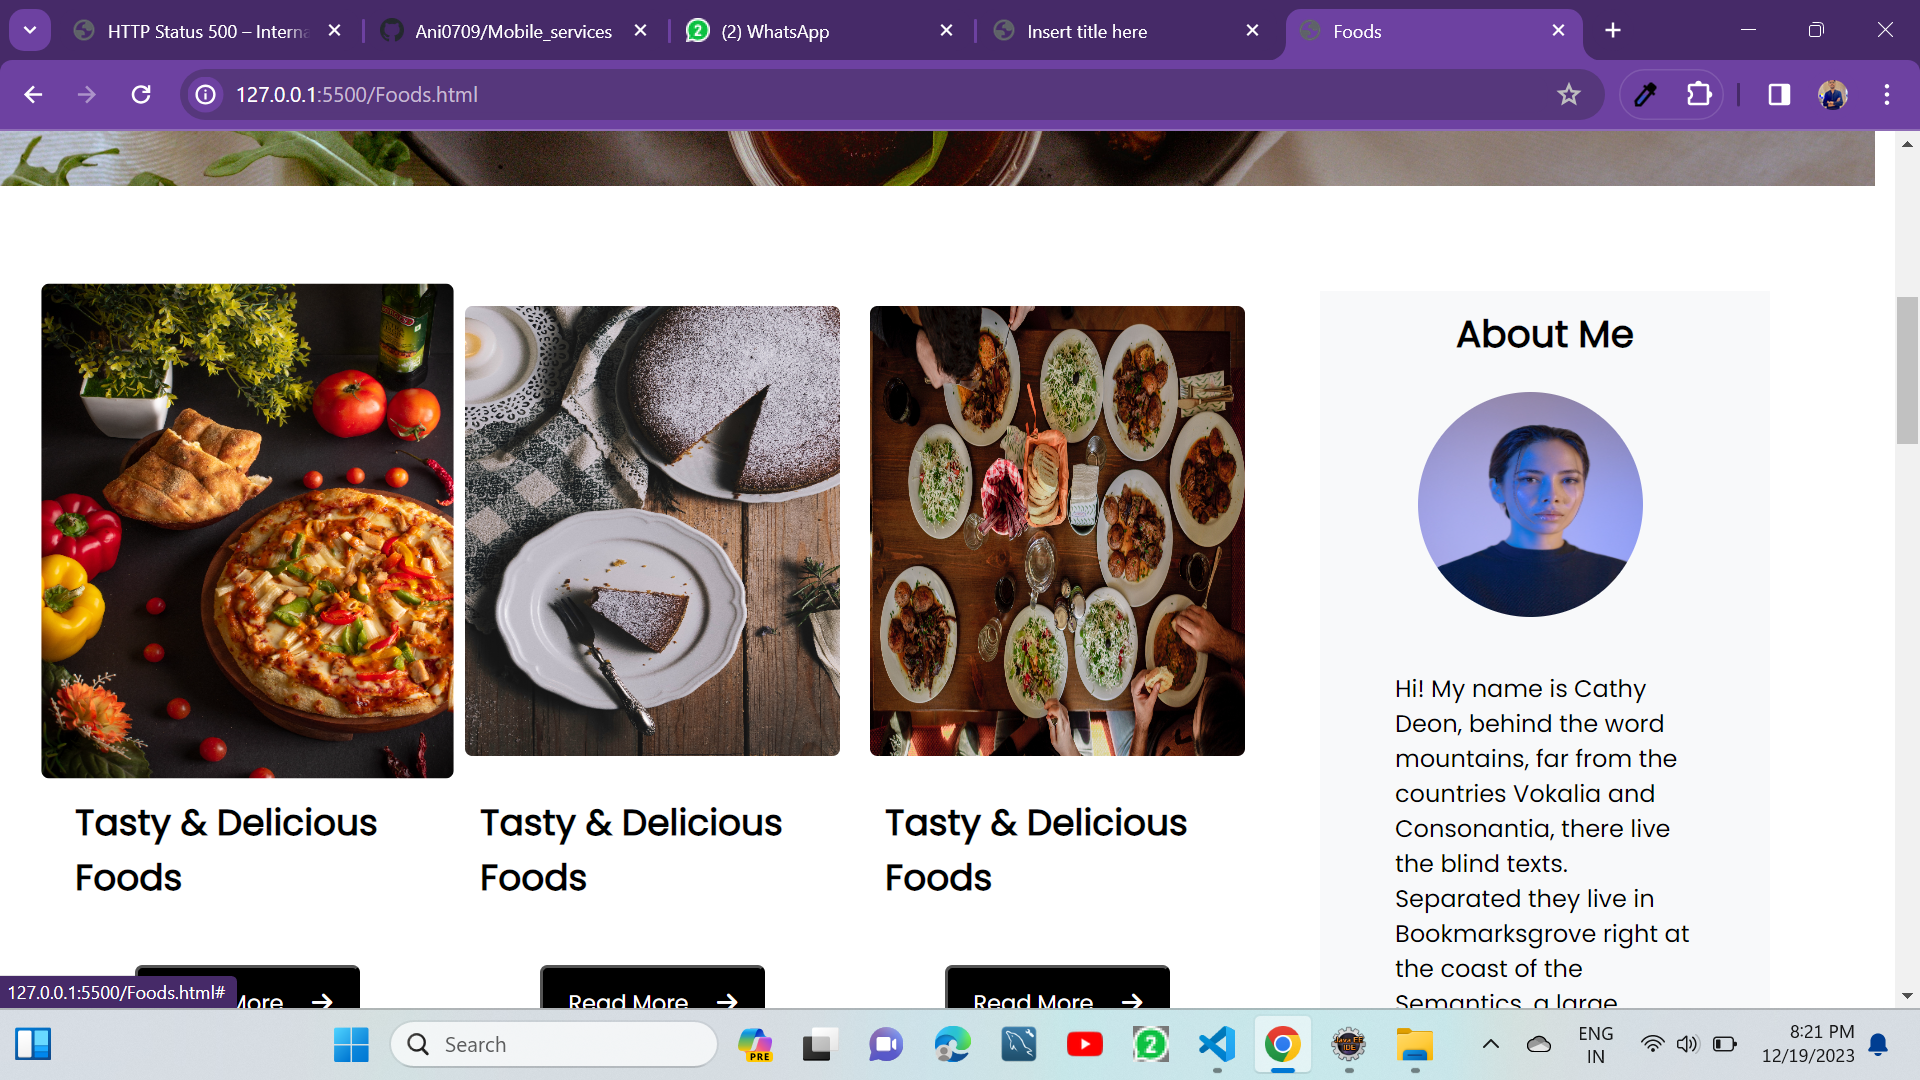 HTTP Status 500 – Interna
Ani0709/Mobile_services
(2) WhatsApp
Insert title here
Foods
127.0.0.1:5500/Foods.html
About Me
Hi! My name is Cathy
Deon, behind the word
mountains, far from the
countries Vokalia and
Consonantia, there live
the blind texts.
Separated they live in
Bookmarksgrove right at
the coast of the
Semantics, a large
Tasty & Delicious
Foods
Tasty & Delicious
Foods
Tasty & Delicious
Foods
More
Read More
Read More
127.0.0.1:5500/Foods.html#
Search
PRE
2
ENG
IN
8:21 PM
12/19/2023